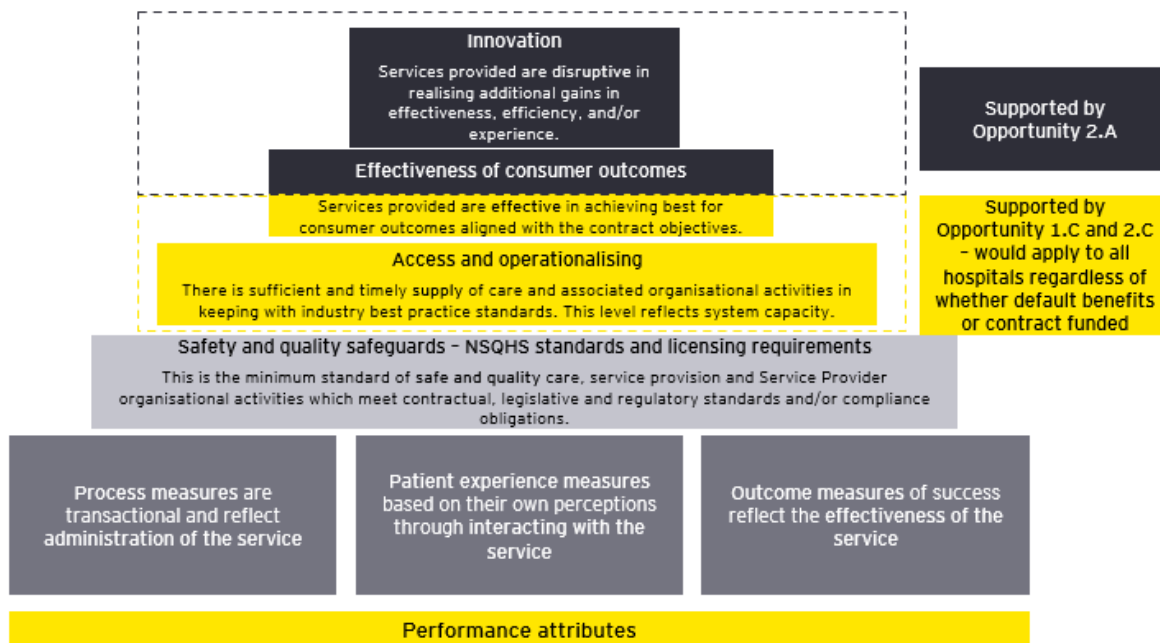 Innovation
Services provided are disruptive in
realising additional gains in
effectiveness, efficiency, and/or
experience.
Supported by
Opportunity 2.A
Effectiveness of consumer outcomes
Services provided are effective in achieving best for
consumer outcomes aligned with the contract objectives.
Supported by
Opportunity 1.C and 2.C
– would apply to all
hospitals regardless of
whether default benefits
or contract funded
Access and operationalising
There is sufficient and timely supply of care and associated organisational activities in
keeping with industry best practice standards. This level reflects system capacity.
Safety and quality safeguards – NSQHS standards and licensing requirements
This is the minimum standard of safe and quality care, service provision and Service Provider
organisational activities which meet contractual, legislative and regulatory standards and/or compliance
obligations.
Process measures are
transactional and reflect
administration of the service
Patient experience measures
based on their own perceptions
through interacting with the
service
Outcome measures of success
reflect the effectiveness of the
service
Performance attributes